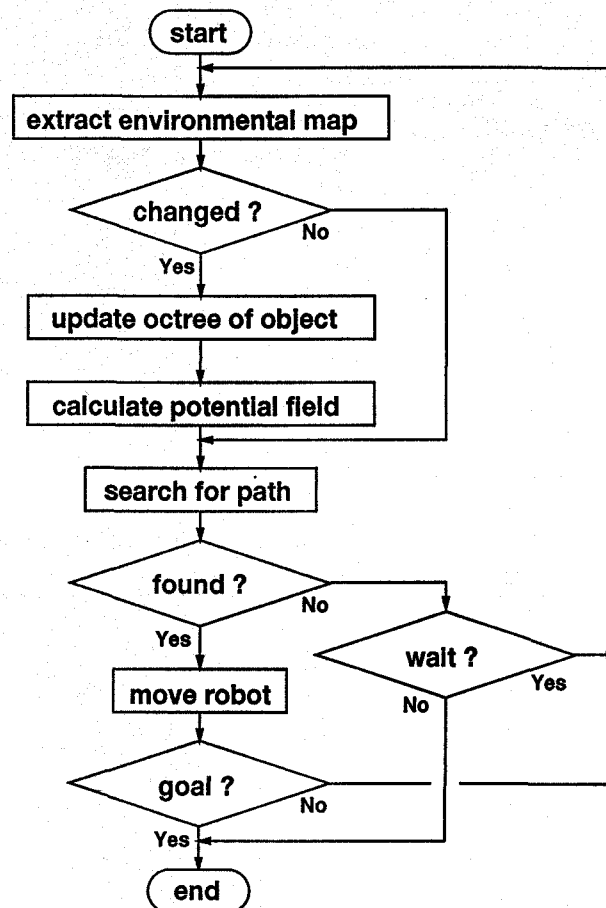 start
extract environmental map
changed ?
No
Yes
update octree of object
calculate potential field
search for path
found ?
No
Yes
wait ?
Yes
No
move robot
goal ?
No
Yes
end